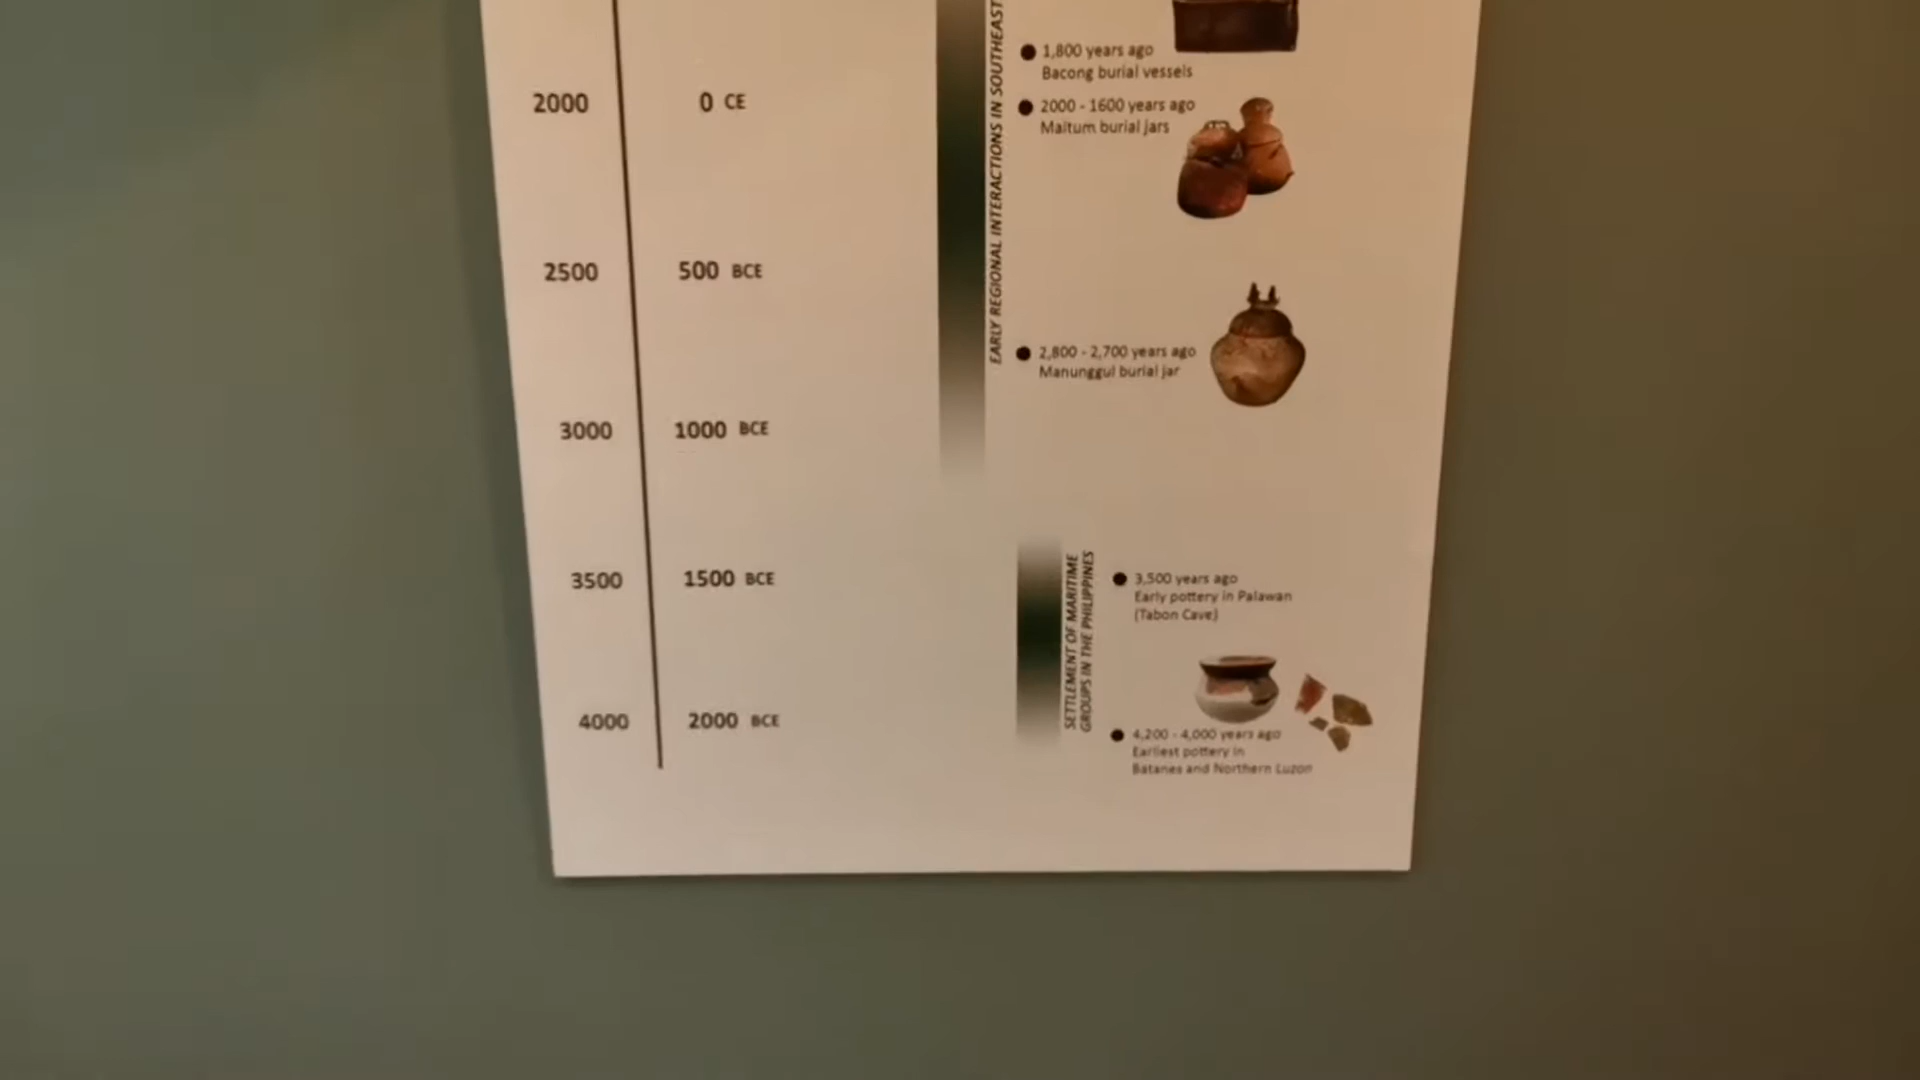 1,800 years ago
Bacong burial vessels
2000
0 CE
2000 - 1600 years ago
Maitum burial jars
EARLY REGIONAL INTERACTIONS IN SOUTHEAST
2500
500 BCE
2,800 - 2,700 years ago
Manunggul burial jar
3000
1000 BCE
3500
1500 BCE
SETTLEMENT OF MARITIME
GROUPS IN THE PHILIPPINES
3,500 years ago
Early pottery in Palawan
(Tabon Cave)
4000
2000 BCE
4,200 - 4,000 years ago
Earliest pottery in
Batanes and Northern Luzon